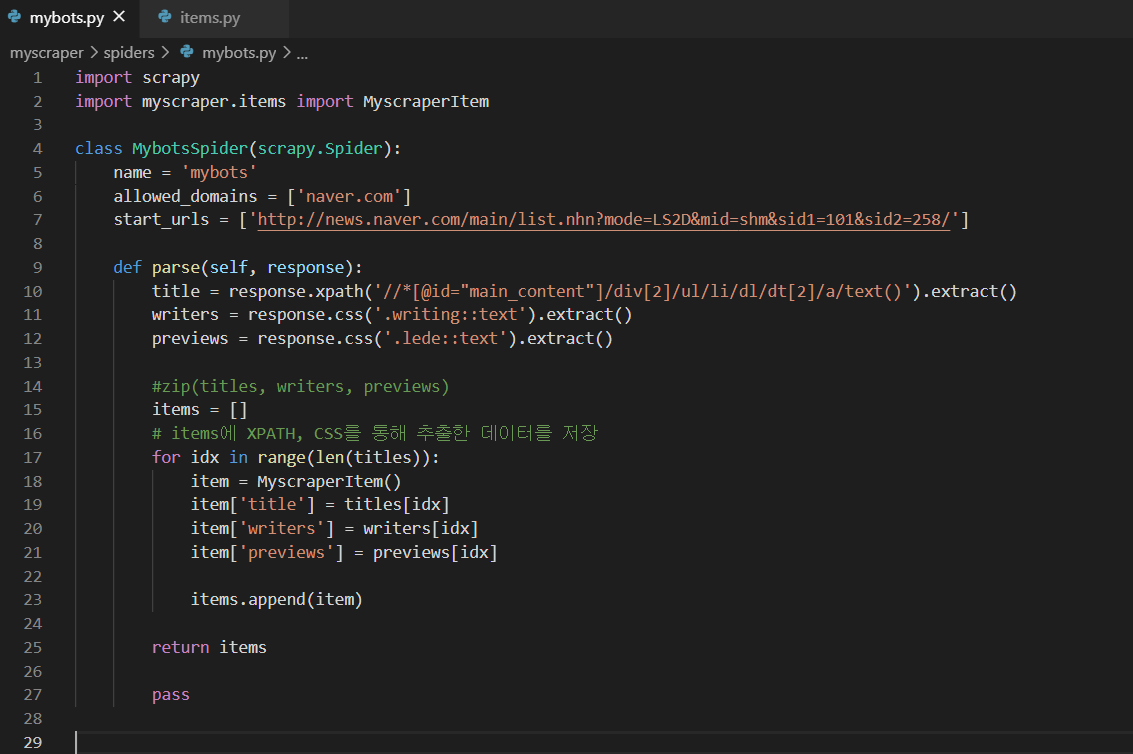 mybots.py ✕ items.py
myscraper > spiders > mybots.py > ...
1 import scrapy
2 import myscraper.items import MyscraperItem
3
4 class MybotsSpider(scrapy.Spider):
5     name = 'mybots'
6     allowed_domains = ['naver.com']
7     start_urls = ['http://news.naver.com/main/list.nhn?mode=LS2D&mid=shm&sid1=101&sid2=258/']
8
9     def parse(self, response):
10         title = response.xpath('//*[@id="main_content"]/div[2]/ul/li/dl/dt[2]/a/text()').extract()
11         writers = response.css('.writing::text').extract()
12         previews = response.css('.lede::text').extract()
13
14         #zip(titles, writers, previews)
15         items = []
16         # items에 XPATH, CSS를 통해 추출한 데이터를 저장
17         for idx in range(len(titles)):
18             item = MyscraperItem()
19             item['title'] = titles[idx]
20             item['writers'] = writers[idx]
21             item['previews'] = previews[idx]
22
23             items.append(item)
24
25         return items
26
27         pass
28
29